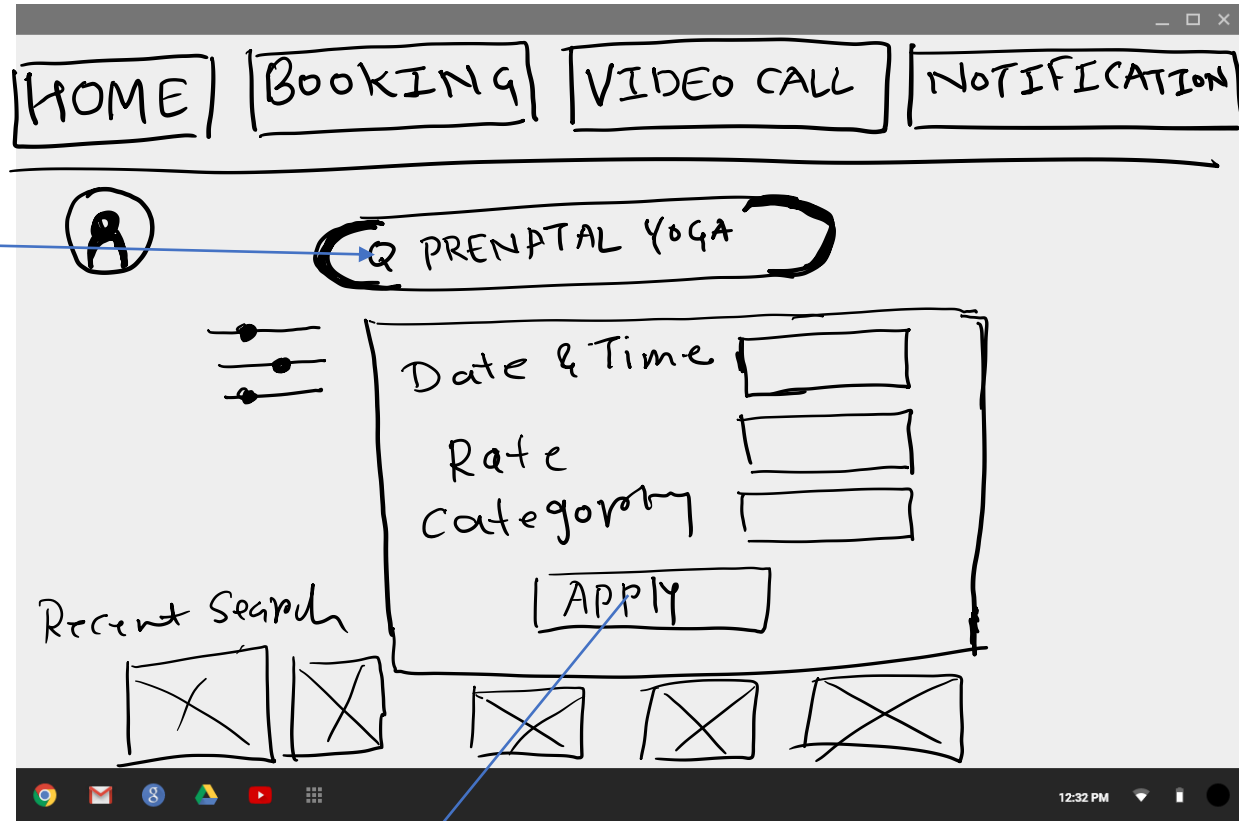 HOME BOOKING VIDEO CALL NOTIFICATION
PRENATAL YOGA
Date & Time
Rate
Category
APPLY
Recent Search
12:32 PM